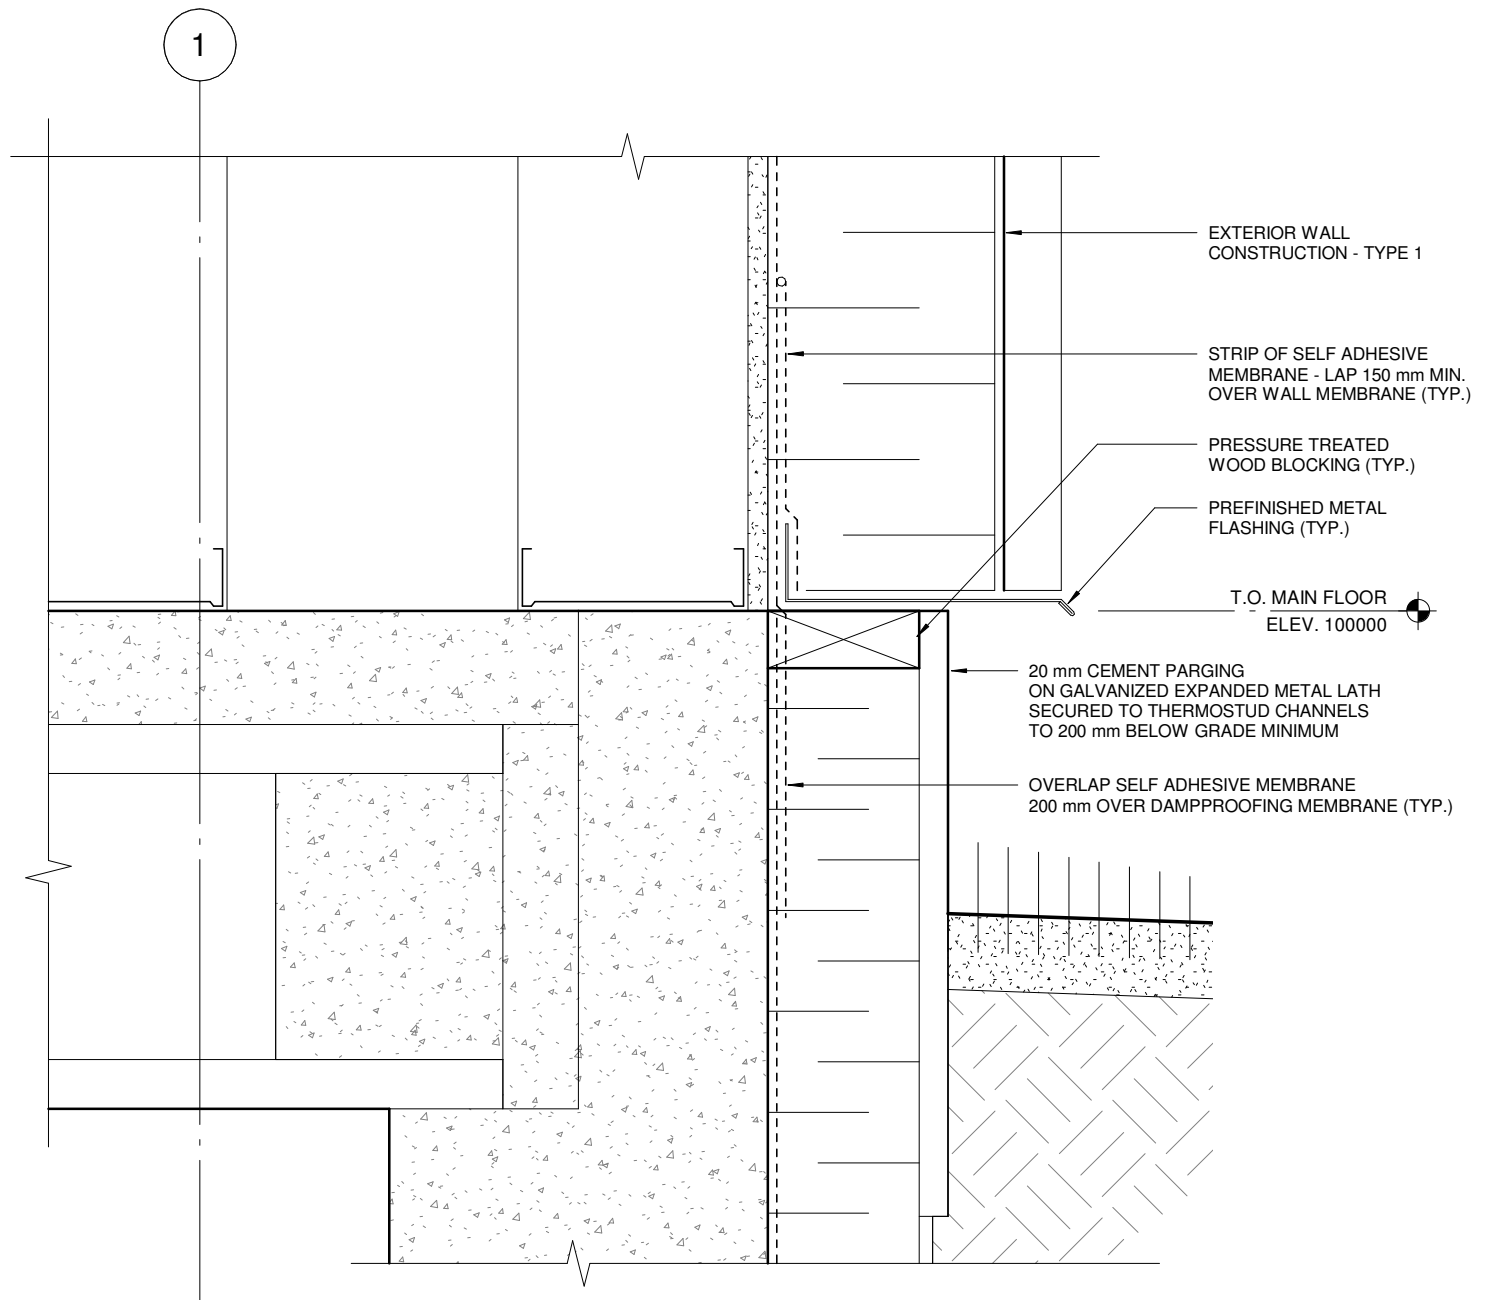 1
EXTERIOR WALL
CONSTRUCTION - TYPE 1
STRIP OF SELF ADHESIVE
MEMBRANE - LAP 150 mm MIN.
OVER WALL MEMBRANE (TYP.)
PRESSURE TREATED
WOOD BLOCKING (TYP.)
PREFINISHED METAL
FLASHING (TYP.)
T.O. MAIN FLOOR
ELEV. 100000
20 mm CEMENT PARGING
ON GALVANIZED EXPANDED METAL LATH
SECURED TO THERMOSTUD CHANNELS
TO 200 mm BELOW GRADE MINIMUM
OVERLAP SELF ADHESIVE MEMBRANE
200 mm OVER DAMPPROOFING MEMBRANE (TYP.)